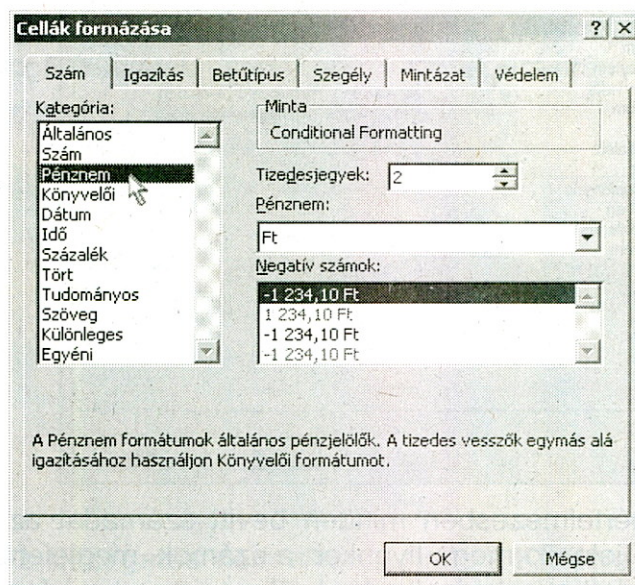 Cellák formázása ? ×
Szám Igazítás Betűtípus Szegély Mintázat Védelem
Kategória:
Általános
Szám
Pénznem
Könyvelői
Dátum
Idő
Százalék
Tört
Tudományos
Szöveg
Különleges
Egyéni
Minta
Conditional Formatting
Tizedesjegyek: 2
Pénznem:
Ft
Negatív számok:
-1 234,10 Ft
1 234,10 Ft
-1 234,10 Ft
-1 234,10 Ft
A Pénznem formátumok általános pénzjelölők. A tizedes vesszők egymás alá
igazításához használjon Könyvelői formátumot.
OK Mégse